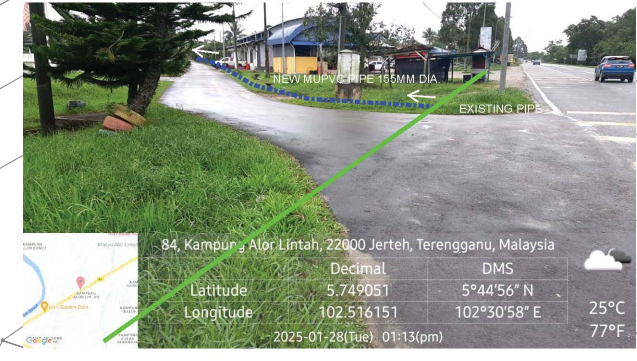 NEW MUPVC PIPE 155MM DIA
EXISTING PIPE
84, Kampung Alor Lintah, 22000 Jerteh, Terengganu, Malaysia
Decimal DMS
Latitude 5.749051 5°44'56" N
Longitude 102.516151 102°30'58" E
2025-01-28(Tue) 01:13(pm)
25°C
77°F
Google